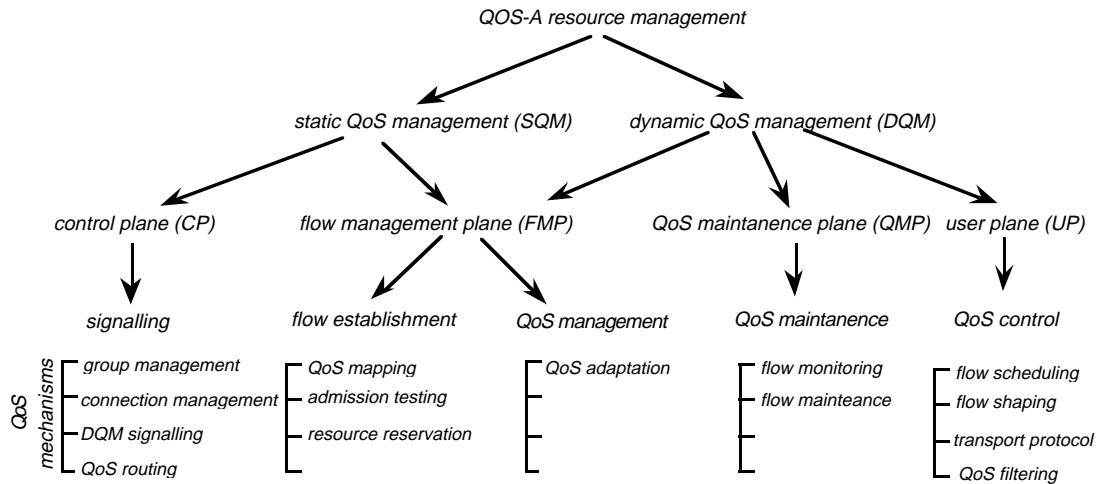 QOS-A resource management
static QoS management (SQM)
dynamic QoS management (DQM)
control plane (CP)
flow management plane (FMP)
QoS maintanence plane (QMP)
user plane (UP)
signalling
flow establishment
QoS management
QoS maintanence
QoS control
QoS
mechanisms
group management
connection management
DQM signalling
QoS routing
QoS mapping
admission testing
resource reservation
QoS adaptation
flow monitoring
flow mainteance
flow scheduling
flow shaping
transport protocol
QoS filtering